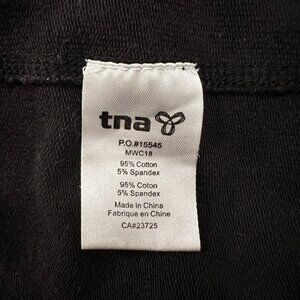 tna
P.O.#15545
MWC18
95% Cotton
5% Spandex
95% Coton
5% Spandex
Made in China
Fabrique en Chine
CA#23725